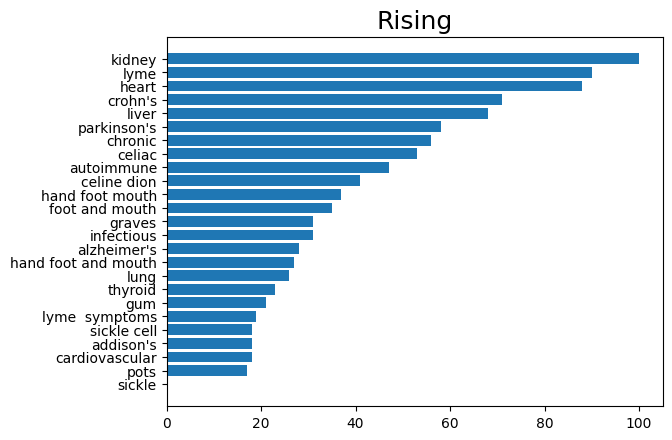 Rising
kidney
lyme
heart
crohn's
liver
parkinson's
chronic
celiac
autoimmune
celine dion
hand foot mouth
foot and mouth
graves
infectious
alzheimer's
hand foot and mouth
lung
thyroid
gum
lyme  symptoms
sickle cell
addison's
cardiovascular
pots
sickle
0 20 40 60 80 100